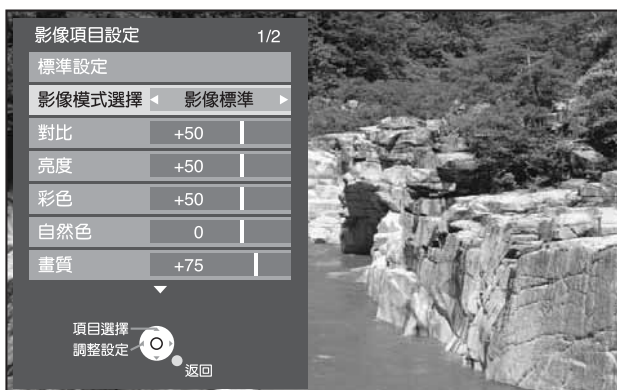 影像項目設定 1/2
標準設定
影像模式選擇 影像標準
對比 +50
亮度 +50
彩色 +50
自然色 0
畫質 +75
項目選擇
調整設定
返回